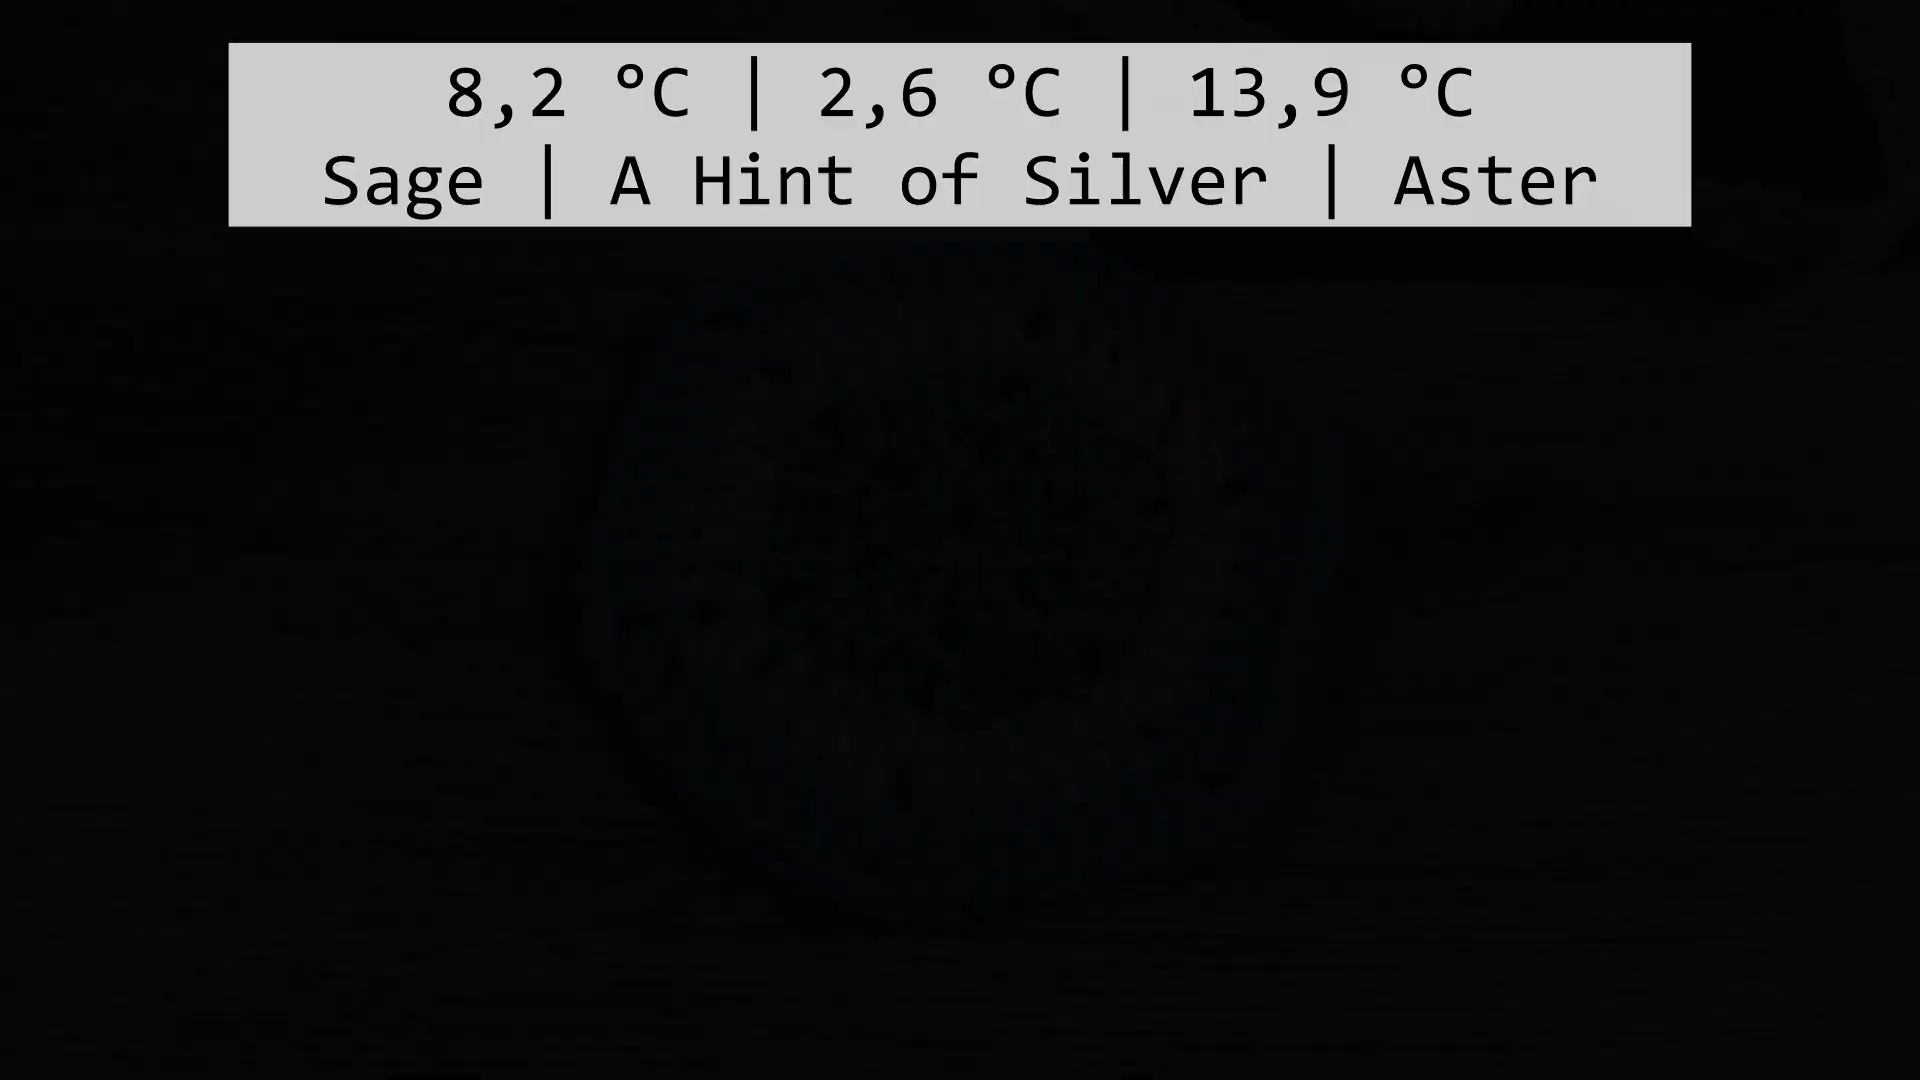 8,2 °C | 2,6 °C | 13,9 °C
Sage | A Hint of Silver | Aster